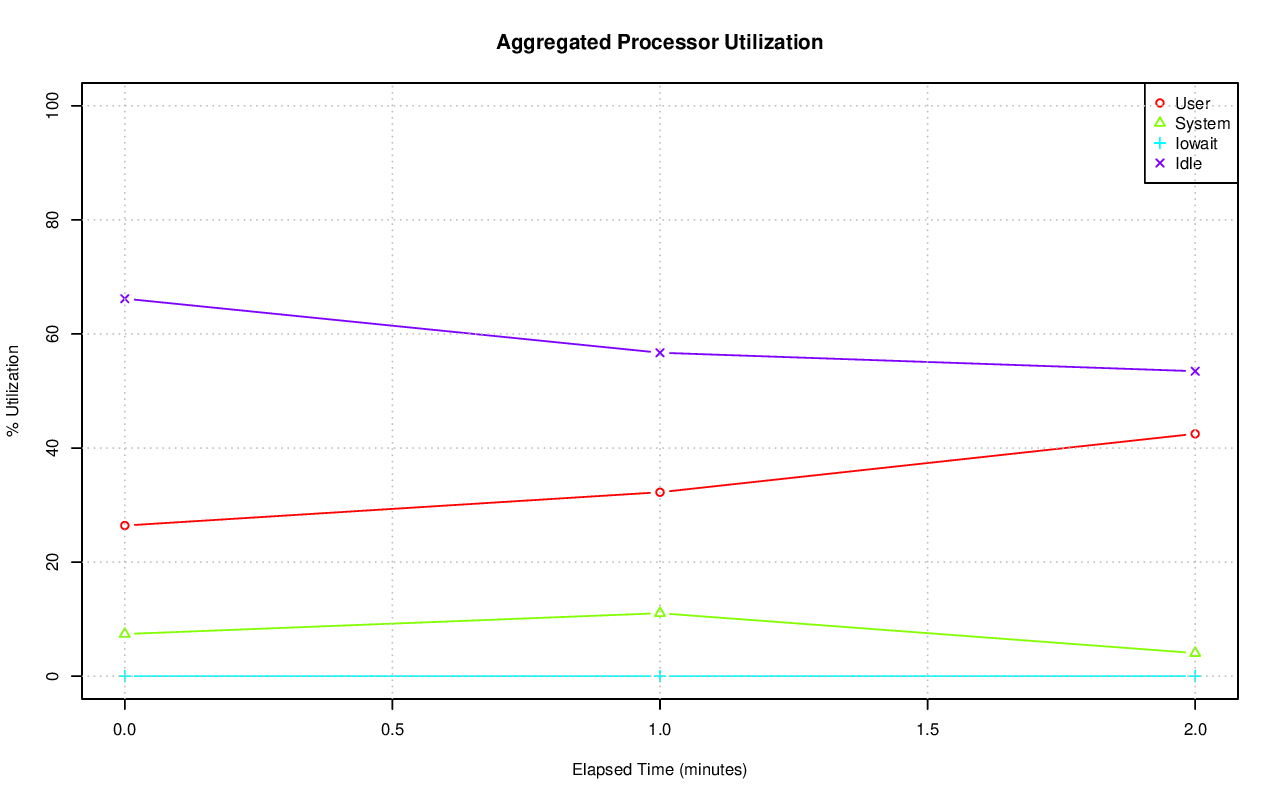 Aggregated Processor Utilization
User
System
Iowait
Idle
% Utilization
100
80
60
40
20
0
0.0 0.5 1.0 1.5 2.0
Elapsed Time (minutes)